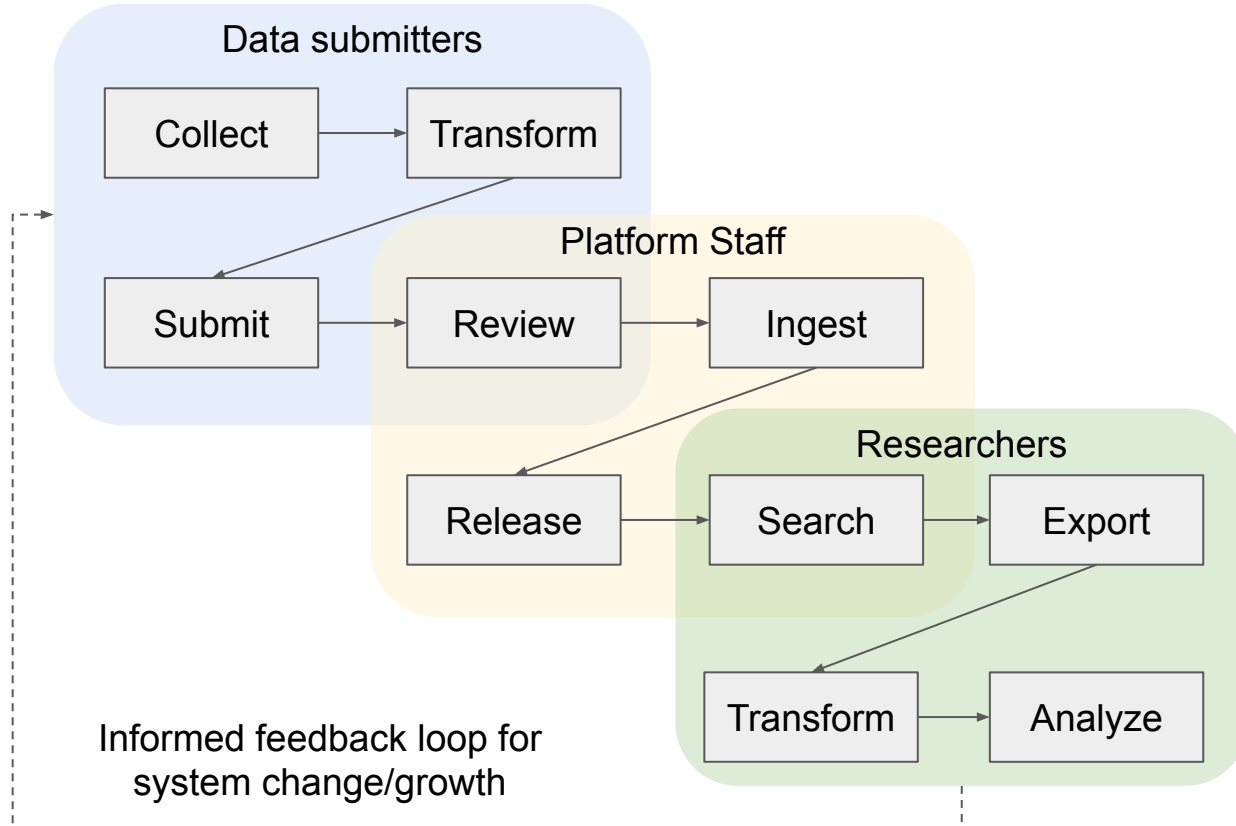 Data submitters
Collect
Transform
Platform Staff
Submit
Review
Ingest
Researchers
Release
Search
Export
Transform
Analyze
Informed feedback loop for
system change/growth